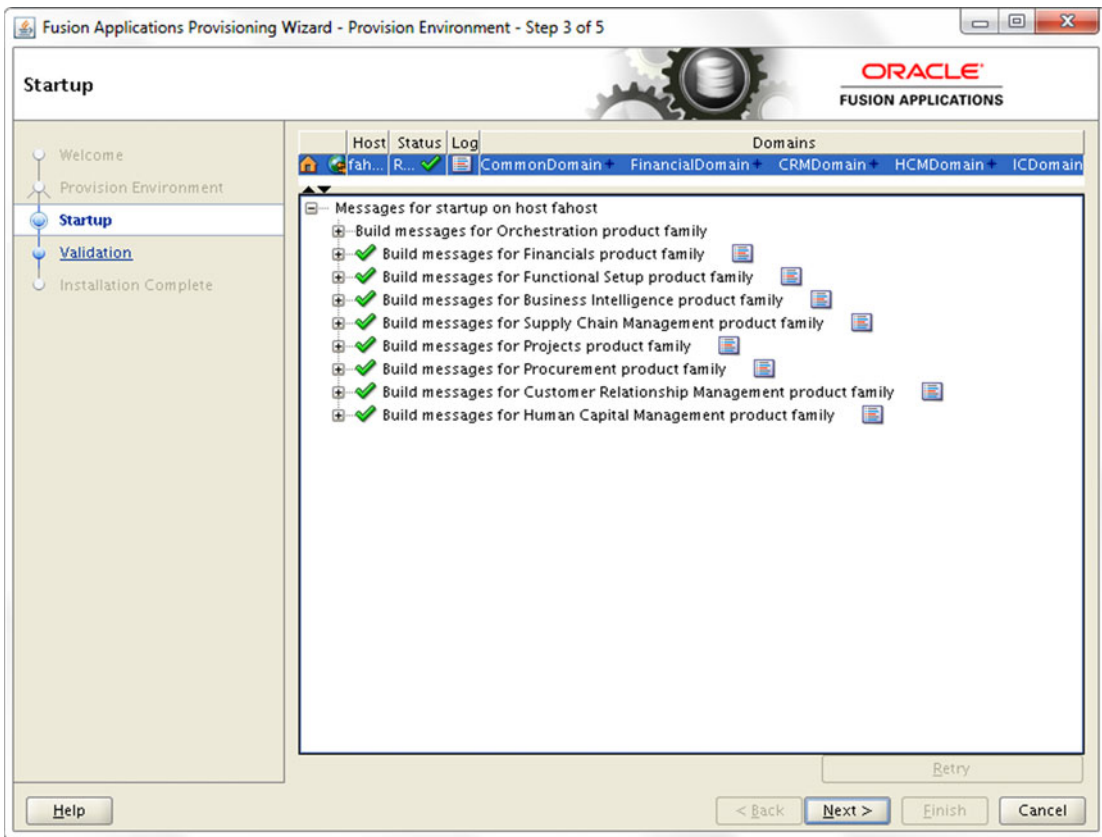 Fusion Applications Provisioning Wizard - Provision Environment - Step 3 of 5
Startup
ORACLE
FUSION APPLICATIONS
Welcome
Provision Environment
Startup
Validation
Installation Complete
Host Status Log Domains
fah... R... CommonDomain+ FinancialDomain+ CRMDomain+ HCMDomain+ ICDomain
Messages for startup on host fahost
Build messages for Orchestration product family
Build messages for Financials product family
Build messages for Functional Setup product family
Build messages for Business Intelligence product family
Build messages for Supply Chain Management product family
Build messages for Projects product family
Build messages for Procurement product family
Build messages for Customer Relationship Management product family
Build messages for Human Capital Management product family
Retry
Help < Back Next > Finish Cancel